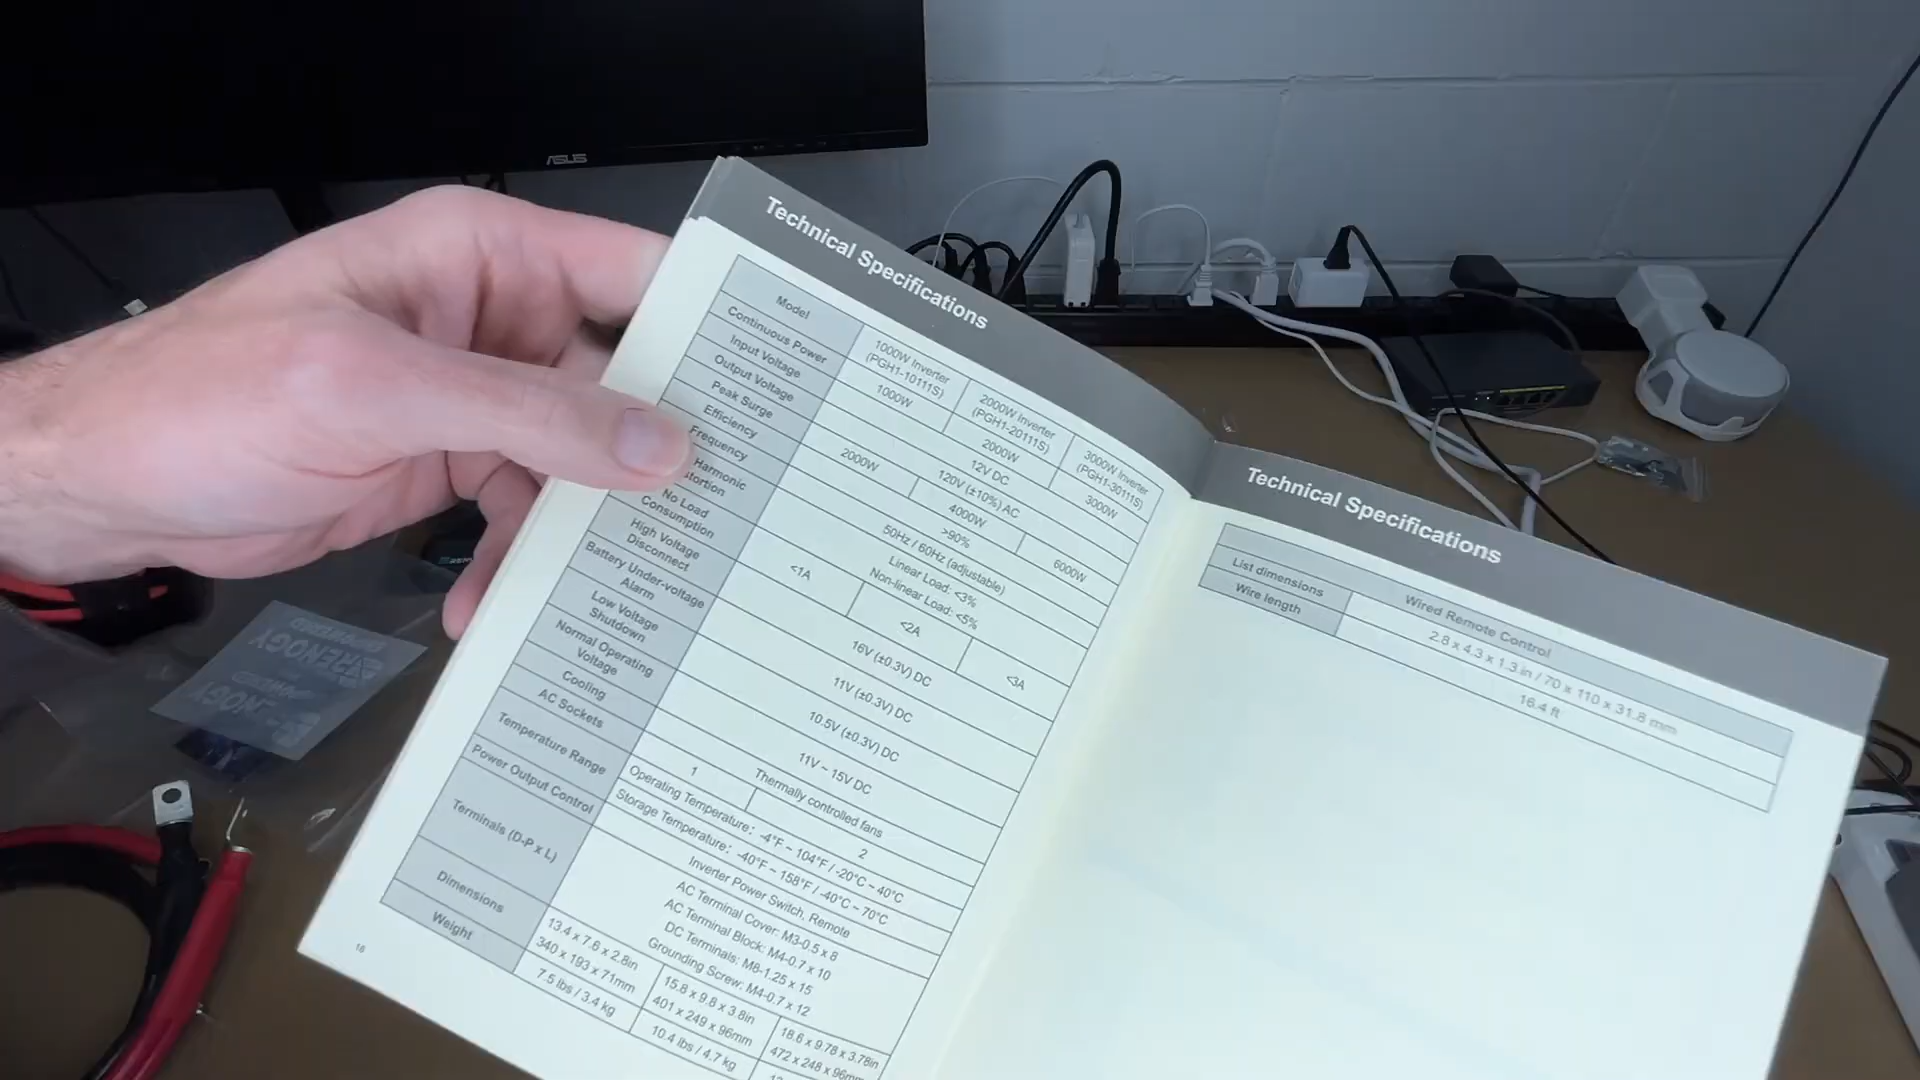 ASUS
Technical Specifications
Model
1000W Inverter
(PGH1-10111S)
2000W Inverter
(PGH1-20111S)
3000W Inverter
(PGH1-30111S)
Continuous Power
1000W
2000W
3000W
Input Voltage
12V DC
Output Voltage
120V (±10%) AC
Peak Surge
2000W
4000W
6000W
Efficiency
>90%
Frequency
50Hz / 60Hz (adjustable)
Harmonic
Linear Load: <3%
Non-linear Load: <5%
No Load
Consumption
<1A
<2A
<3A
High Voltage
Disconnect
16V (±0.3V) DC
Battery Under-voltage
Alarm
11V (±0.3V) DC
Low Voltage
Shutdown
10.5V (±0.3V) DC
Normal Operating
Voltage
11V ~ 15V DC
Cooling
Thermally controlled fans
AC Sockets
1
2
Temperature Range
Operating Temperature: -4°F ~ 104°F / -20°C ~ 40°C
Storage Temperature: -40°F ~ 158°F / -40°C ~ 70°C
Power Output Control
Inverter Power Switch, Remote
Terminals (D-P x L)
AC Terminal Cover: M3-0.5 x 8
AC Terminal Block: M4-0.7 x 10
DC Terminals: M8-1.25 x 15
Grounding Screw: M4-0.7 x 12
Dimensions
13.4 x 7.6 x 2.8in
340 x 193 x 71mm
15.8 x 9.8 x 3.8in
401 x 249 x 96mm
18.6 x 9.78 x 3.78in
472 x 248 x 96mm
Weight
7.5 lbs / 3.4 kg
10.4 lbs / 4.7 kg
Technical Specifications
Wired Remote Control
List dimensions
2.8 x 4.3 x 1.3 in / 70 x 110 x 31.8 mm
Wire length
16.4 ft
RENOGY